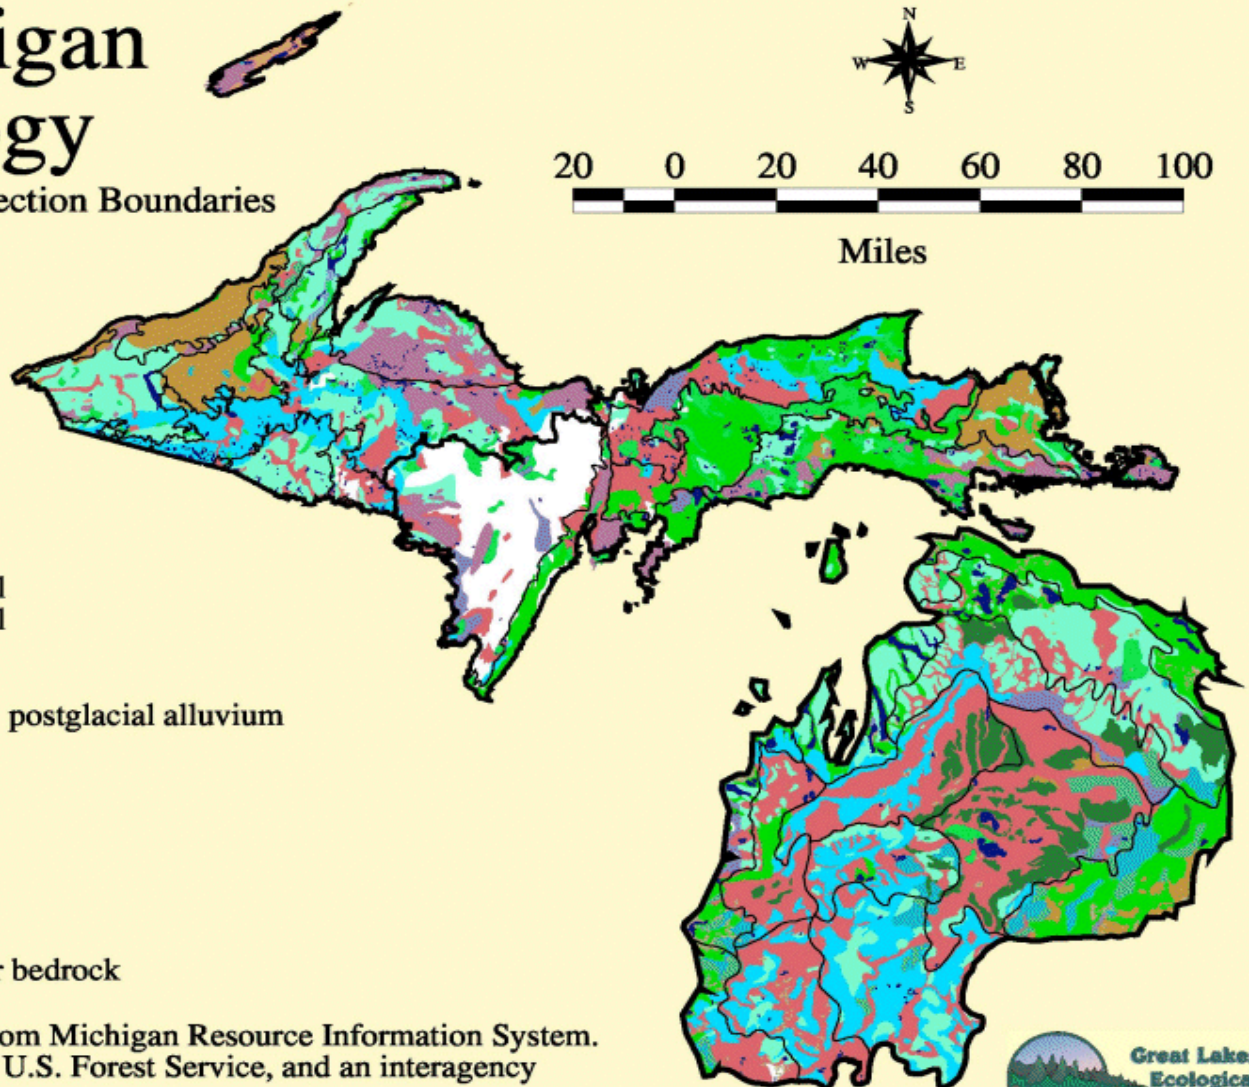 igan
gy
ection Boundaries
N
W E
S
20 0 20 40 60 80 100
Miles
l
l
postglacial alluvium
r bedrock
om Michigan Resource Information System.
U.S. Forest Service, and an interagency
Great Lake
Ecologica